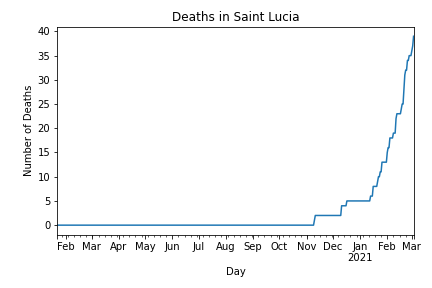 Deaths in Saint Lucia
40
35
30
25
20
15
10
5
0
Number of Deaths
Feb Mar Apr May Jun Jul Aug Sep Oct Nov Dec Jan Feb Mar
2021
Day